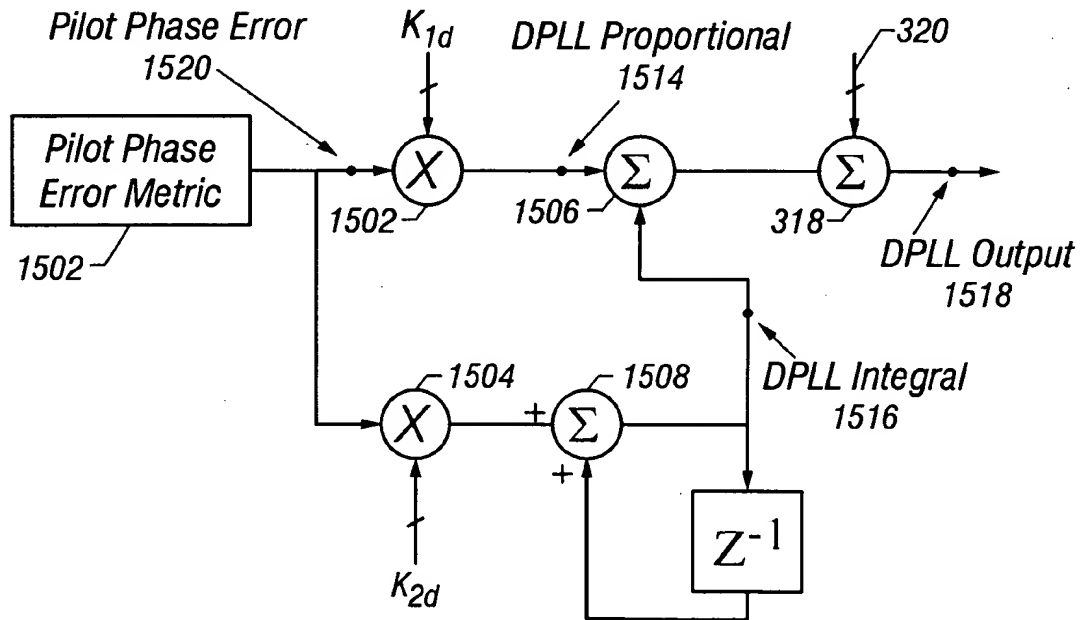 Pilot Phase Error
1520
K1d
DPLL Proportional
1514
320
Pilot Phase
Error Metric
1502
X
1502
Σ
1506
Σ
318
DPLL Output
1518
1504
1508
DPLL Integral
1516
X
+
Σ
+
K2d
Z-1